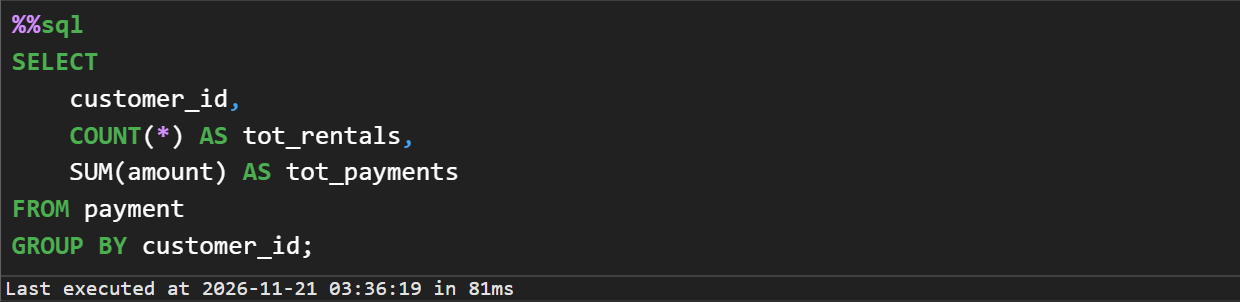 %%sql
SELECT
    customer_id,
    COUNT(*) AS tot_rentals,
    SUM(amount) AS tot_payments
FROM payment
GROUP BY customer_id;
Last executed at 2026-11-21 03:36:19 in 81ms